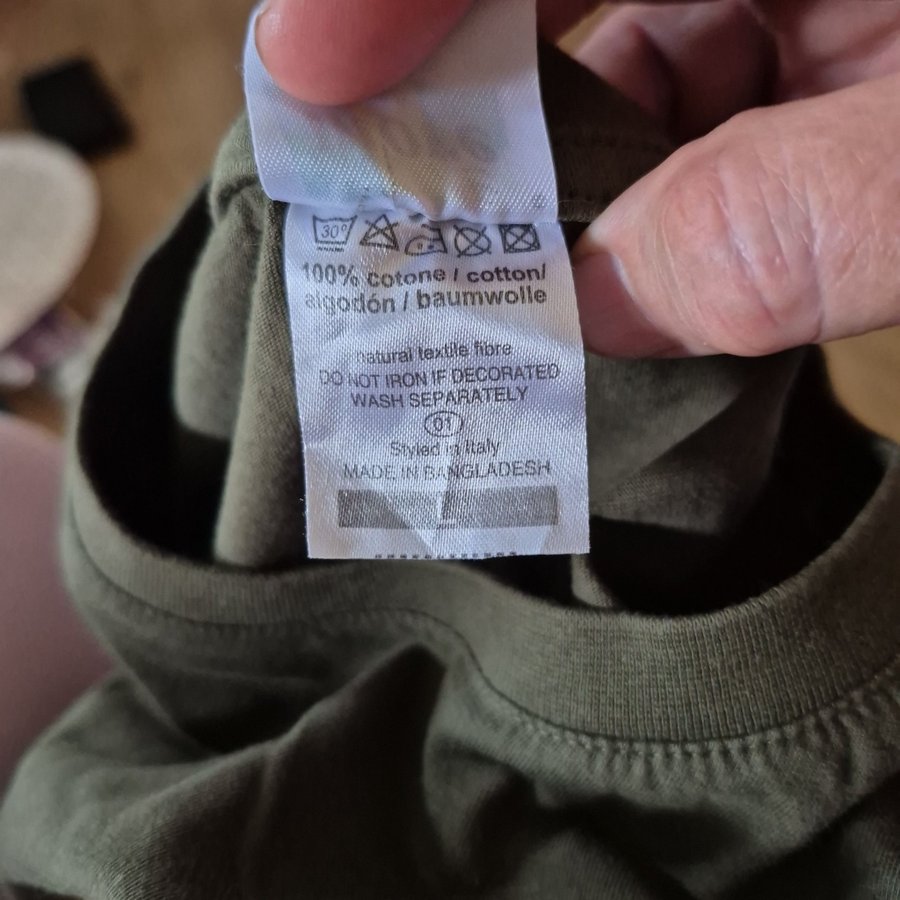 30°
100% cotone / cotton/
algodón / baumwolle
natural textile fibre
DO NOT IRON IF DECORATED
WASH SEPARATELY
01
Styled in Italy
MADE IN BANGLADESH